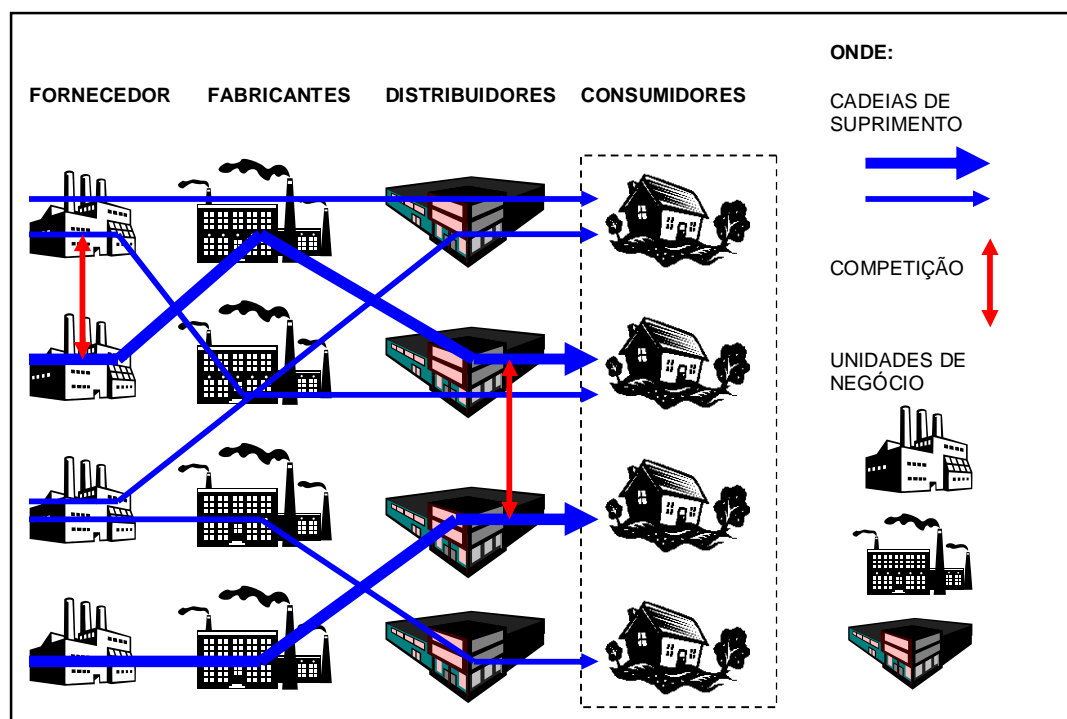 ONDE:
FORNECEDOR FABRICANTES DISTRIBUIDORES CONSUMIDORES
CADEIAS DE
SUPRIMENTO
COMPETIÇÃO
UNIDADES DE
NEGÓCIO